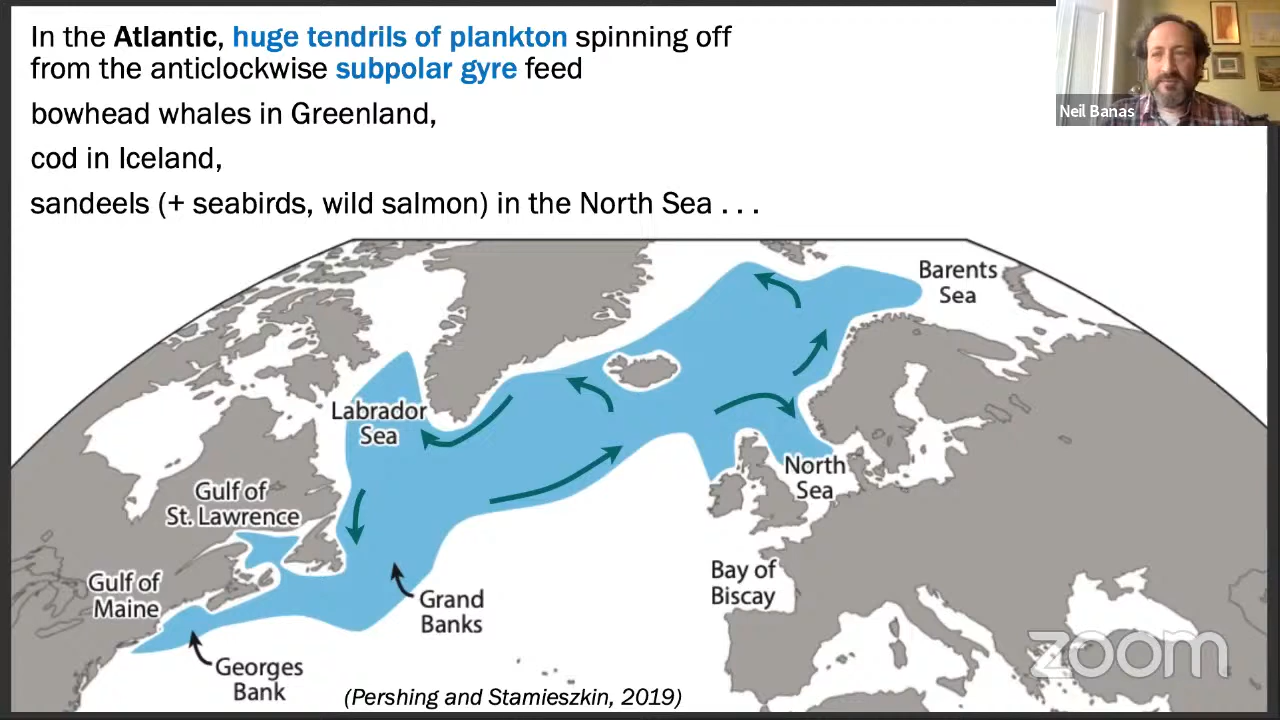 In the Atlantic, huge tendrils of plankton spinning off
from the anticlockwise subpolar gyre feed
bowhead whales in Greenland,
cod in Iceland,
sandeels (+ seabirds, wild salmon) in the North Sea . . .
Neil Banas
Barents
Sea
Labrador
Sea
North
Sea
Gulf of
St. Lawrence
Gulf of
Maine
Bay of
Biscay
Grand
Banks
Georges
Bank
(Pershing and Stamieszkin, 2019)
zoom